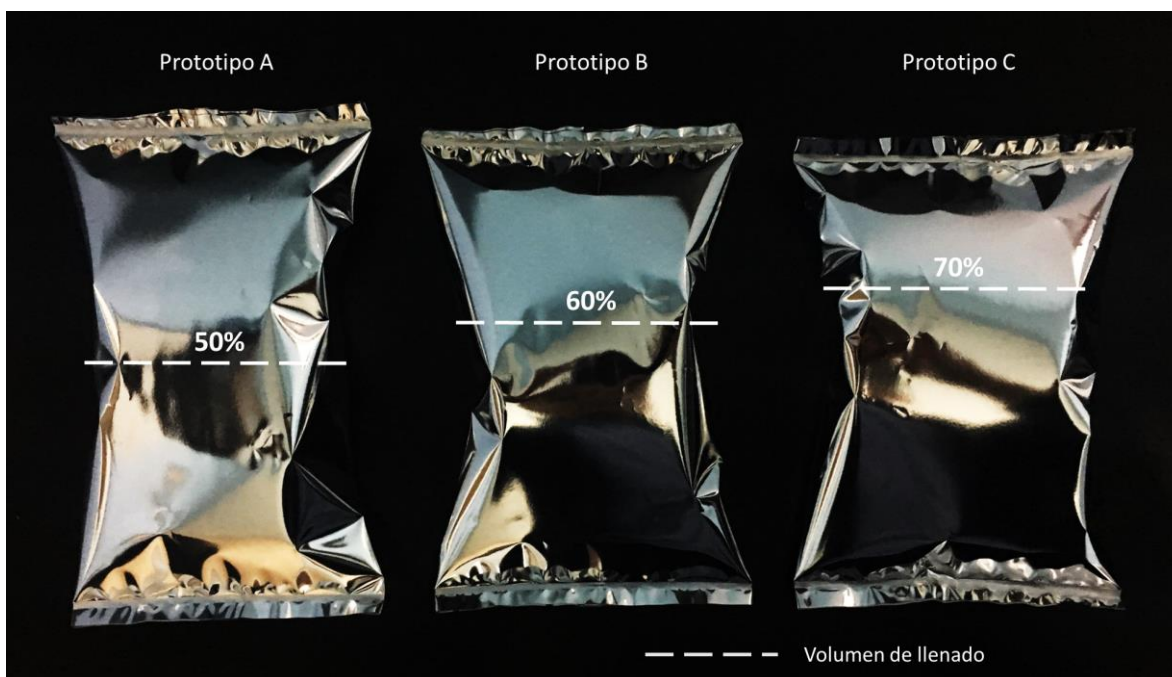 Prototipo A
Prototipo B
Prototipo C
50%
60%
70%
Volumen de llenado